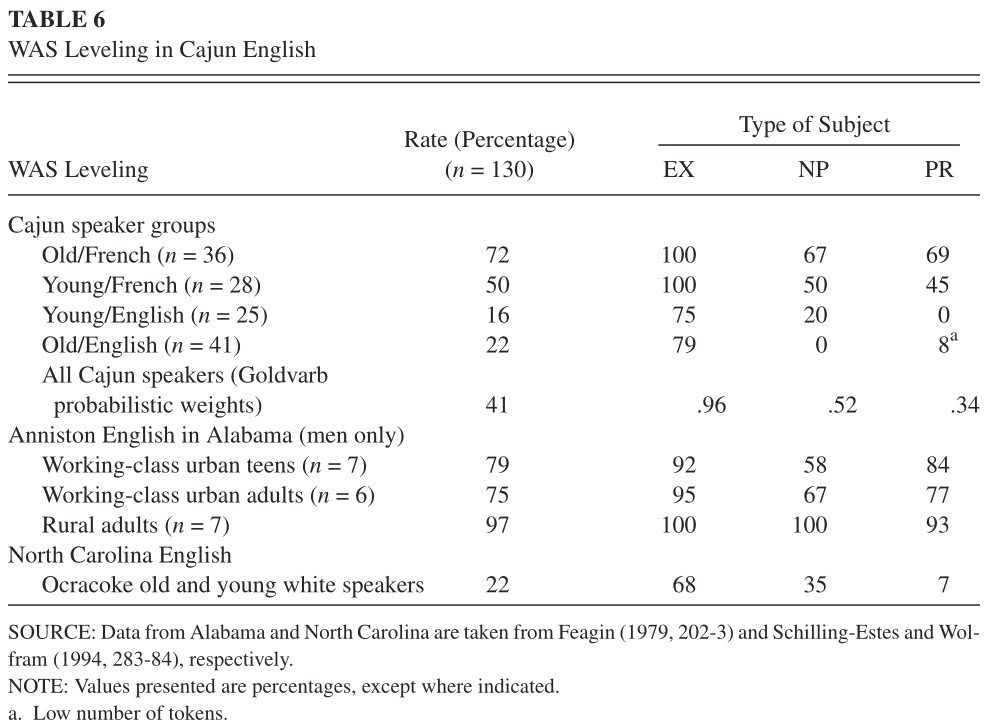 TABLE 6
WAS Leveling in Cajun English
Type of Subject
Rate (Percentage)
WAS Leveling (n = 130) EX NP PR
Cajun speaker groups
Old/French (n = 36) 72 100 67 69
Young/French (n = 28) 50 100 50 45
Young/English (n = 25) 16 75 20 0
Old/English (n = 41) 22 79 0 8a
All Cajun speakers (Goldvarb
probabilistic weights) 41 .96 .52 .34
Anniston English in Alabama (men only)
Working-class urban teens (n = 7) 79 92 58 84
Working-class urban adults (n = 6) 75 95 67 77
Rural adults (n = 7) 97 100 100 93
North Carolina English
Ocracoke old and young white speakers 22 68 35 7
SOURCE: Data from Alabama and North Carolina are taken from Feagin (1979, 202-3) and Schilling-Estes and Wol-
fram (1994, 283-84), respectively.
NOTE: Values presented are percentages, except where indicated.
a. Low number of tokens.